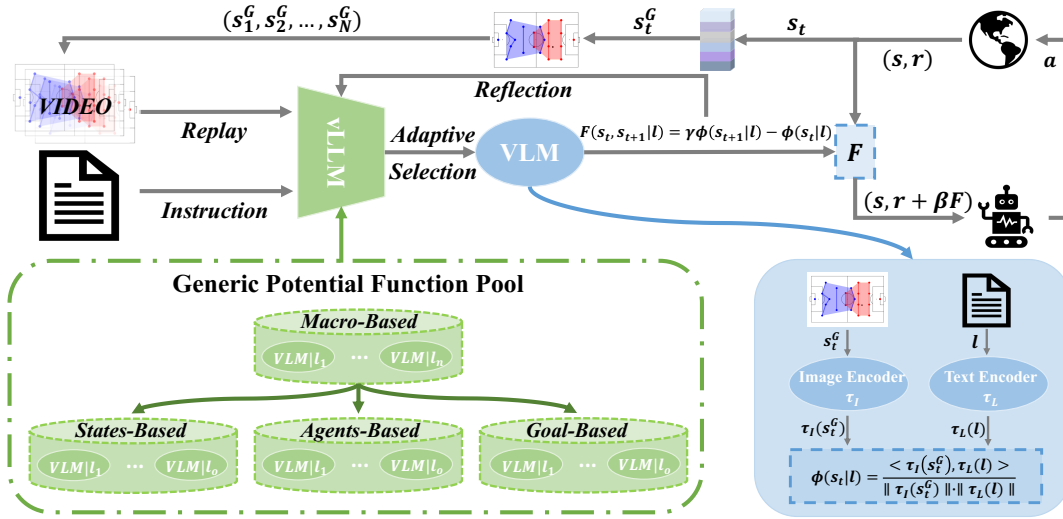 (s_1^G, s_2^G, …, s_N^G)
s_t^G
s_t
(s, r)
a
VIDEO
Replay
Instruction
vLLM
Reflection
Adaptive
Selection
VLM
F(s_t, s_{t+1}|l) = γϕ(s_{t+1}|l) − ϕ(s_t|l)
F
(s, r + βF)
Generic Potential Function Pool
Macro-Based
VLM|l_1 ... VLM|l_n
States-Based
VLM|l_1 ... VLM|l_o
Agents-Based
VLM|l_1 ... VLM|l_o
Goal-Based
VLM|l_1 ... VLM|l_o
s_t^G
l
Image Encoder
τ_I
Text Encoder
τ_L
τ_I(s_t^G)
τ_L(l)
ϕ(s_t|l) = < τ_I(s_t^G), τ_L(l) > / ‖ τ_I(s_t^G) ‖·‖ τ_L(l) ‖